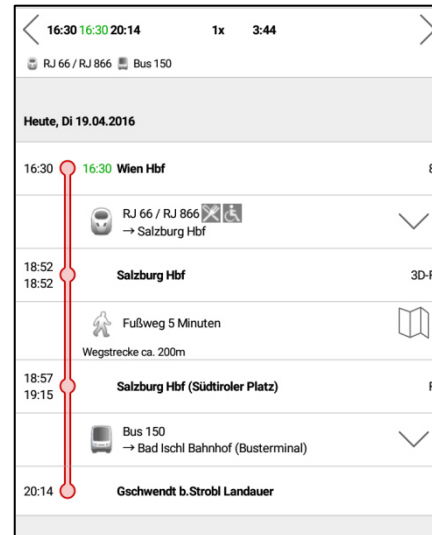 16:30 16:30 20:14 1x 3:44
RJ 66 / RJ 866 Bus 150
Heute, Di 19.04.2016
16:30 16:30 Wien Hbf 8
RJ 66 / RJ 866
→ Salzburg Hbf
18:52
18:52 Salzburg Hbf 3D-F
Fußweg 5 Minuten
Wegstrecke ca. 200m
18:57
19:15 Salzburg Hbf (Südtiroler Platz) F
Bus 150
→ Bad Ischl Bahnhof (Busterminal)
20:14 Gschwendt b.Strobl Landauer